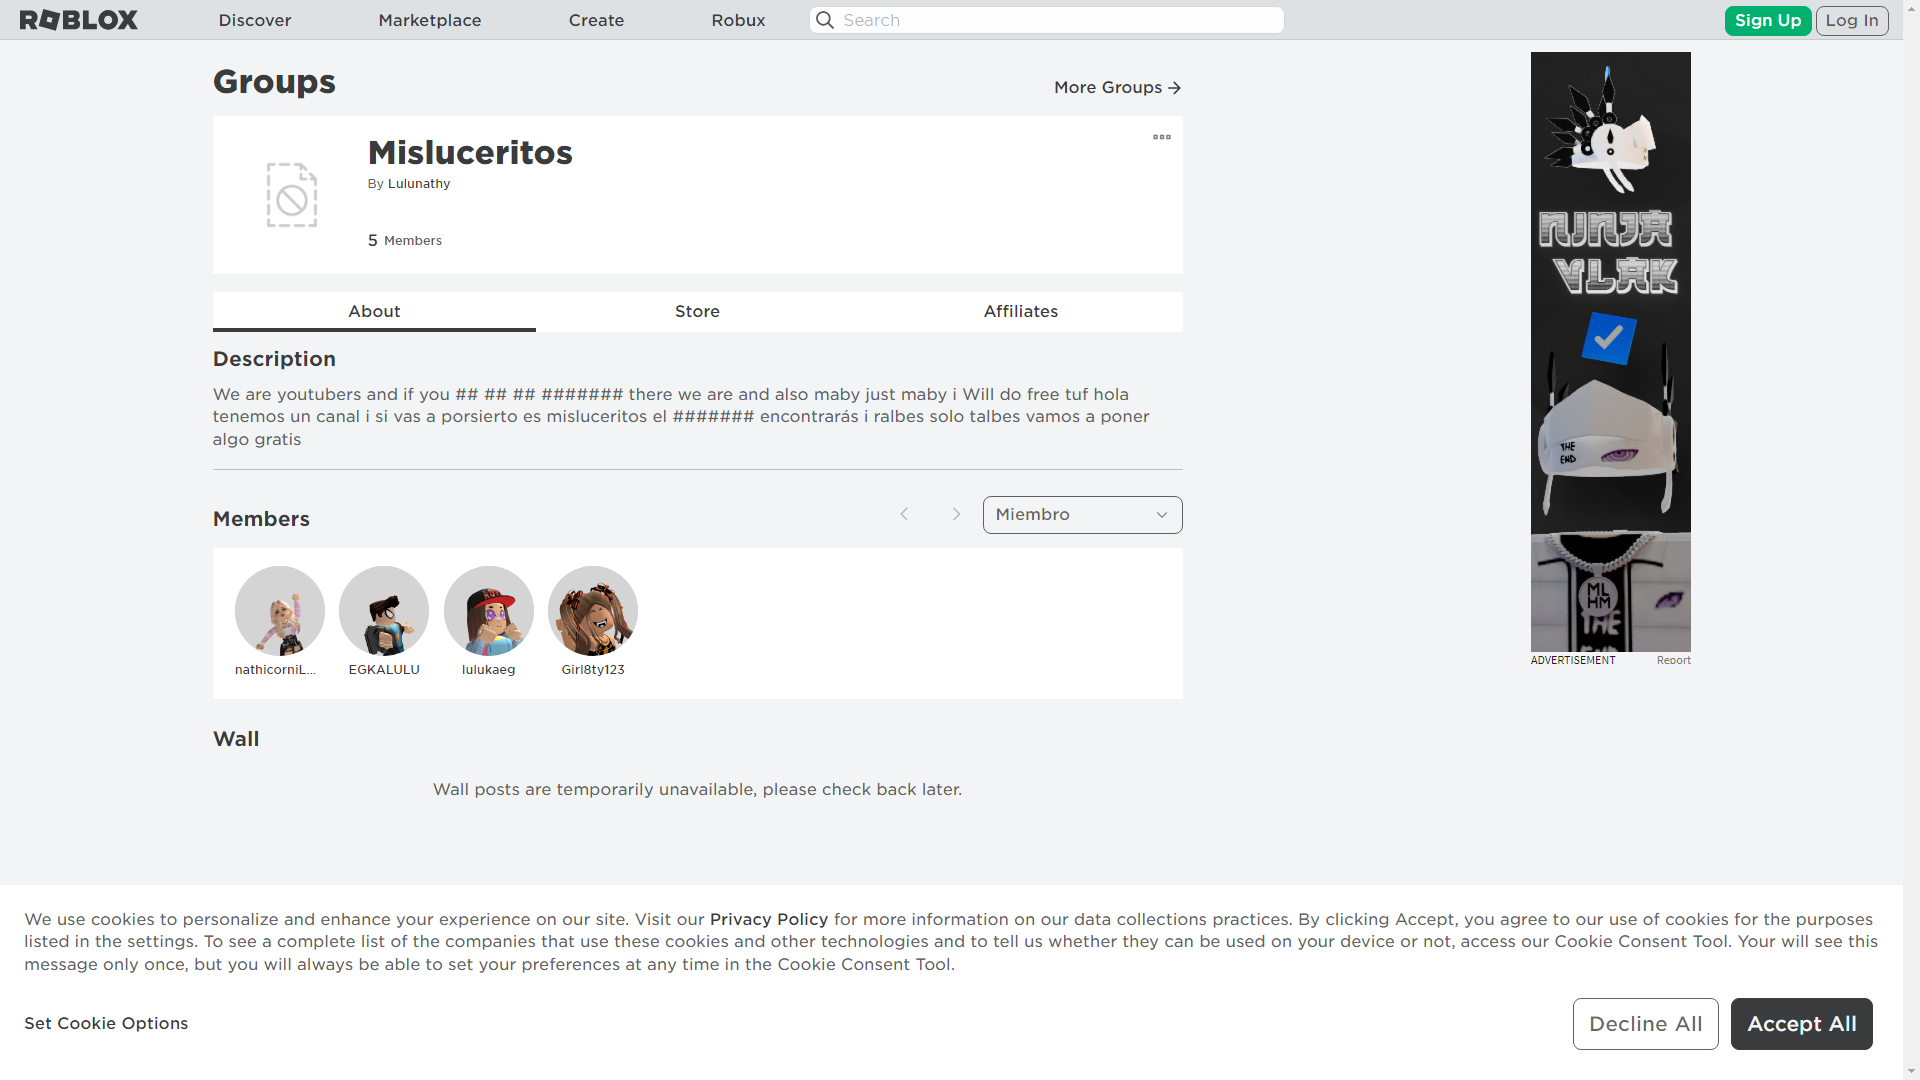 ROBLOX
Discover
Marketplace
Create
Robux
Search
Sign Up
Log In
Groups
More Groups
Misluceritos
By Lulunathy
5 Members
About
Store
Affiliates
Description
We are youtubers and if you ## ## ## ####### there we are and also maby just maby i Will do free tuf hola
tenemos un canal i si vas a porsierto es misluceritos el ####### encontrarás i ralbes solo talbes vamos a poner
algo gratis
Members
Miembro
nathicorniL...
EGKALULU
lulukaeg
Girl8ty123
Wall
Wall posts are temporarily unavailable, please check back later.
NINJA
VLAK
THE
END
ML
HM
THE
END
ADVERTISEMENT
Report
We use cookies to personalize and enhance your experience on our site. Visit our Privacy Policy for more information on our data collections practices. By clicking Accept, you agree to our use of cookies for the purposes
listed in the settings. To see a complete list of the companies that use these cookies and other technologies and to tell us whether they can be used on your device or not, access our Cookie Consent Tool. Your will see this
message only once, but you will always be able to set your preferences at any time in the Cookie Consent Tool.
Set Cookie Options
Decline All
Accept All